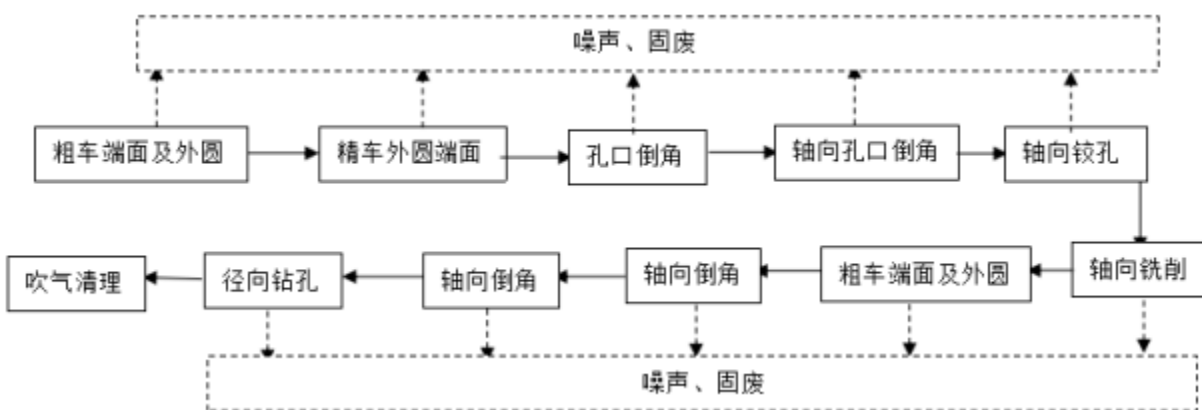 噪声、固废
粗车端面及外圆
精车外圆端面
孔口倒角
轴向孔口倒角
轴向铰孔
吹气清理
径向钻孔
轴向倒角
轴向倒角
粗车端面及外圆
轴向铣削
噪声、固废